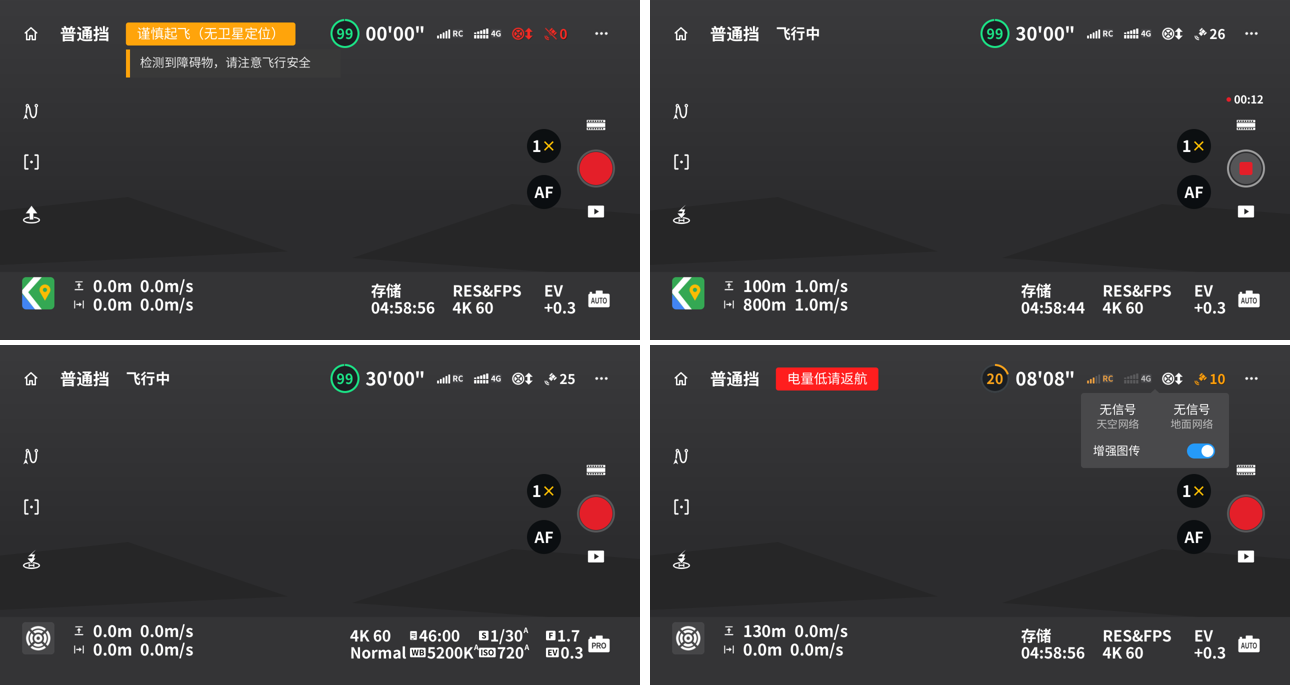 普通挡 谨慎起飞（无卫星定位） 99 00'00" RC 4G 0
检测到障碍物，请注意飞行安全
1×
AF
0.0m 0.0m/s
0.0m 0.0m/s
存储 RES&FPS EV
04:58:56 4K 60 +0.3 AUTO
普通挡 飞行中 99 30'00" RC 4G 26
00:12
1×
AF
100m 1.0m/s
800m 1.0m/s
存储 RES&FPS EV
04:58:44 4K 60 +0.3 AUTO
普通挡 飞行中 99 30'00" RC 4G 25
1×
AF
0.0m 0.0m/s
0.0m 0.0m/s
4K 60 46:00 S 1/30 A F 1.7
Normal WB 5200K A ISO 720 A EV 0.3 PRO
普通挡 电量低请返航 20 08'08" RC 4G 10
无信号 无信号
天空网络 地面网络
增强图传
1×
AF
130m 0.0m/s
0.0m 0.0m/s
存储 RES&FPS EV
04:58:56 4K 60 +0.3 AUTO